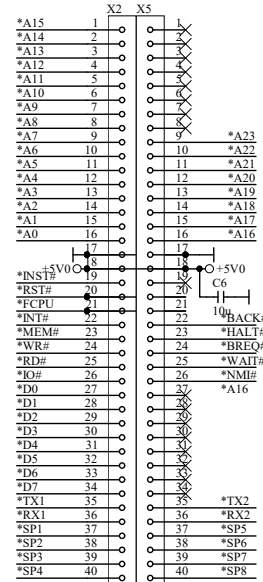 X2 X5
*A15 1 1
*A14 2 2
*A13 3 3
*A12 4 4
*A11 5 5
*A10 6 6
*A9 7 7
*A8 8 8
*A7 9 9 *A23
*A6 10 10 *A22
*A5 11 11 *A21
*A4 12 12 *A20
*A3 13 13 *A19
*A2 14 14 *A18
*A1 15 15 *A17
*A0 16 16 *A16
17 17
+5V0 18 18 +5V0
*INST# 19 19
*RST# 20 20 C6
*FCPU 21 21 10µ
*INT# 22 22 *BACK#
*MEM# 23 23 *HALT#
*WR# 24 24 *BREQ#
*RD# 25 25 *WAIT#
*IO# 26 26 *NMI#
*D0 27 27 *A16
*D1 28 28
*D2 29 29
*D3 30 30
*D4 31 31
*D5 32 32
*D6 33 33
*D7 34 34
*TX1 35 35 *TX2
*RX1 36 36 *RX2
*SP1 37 37 *SP5
*SP2 38 38 *SP6
*SP3 39 39 *SP7
*SP4 40 40 *SP8